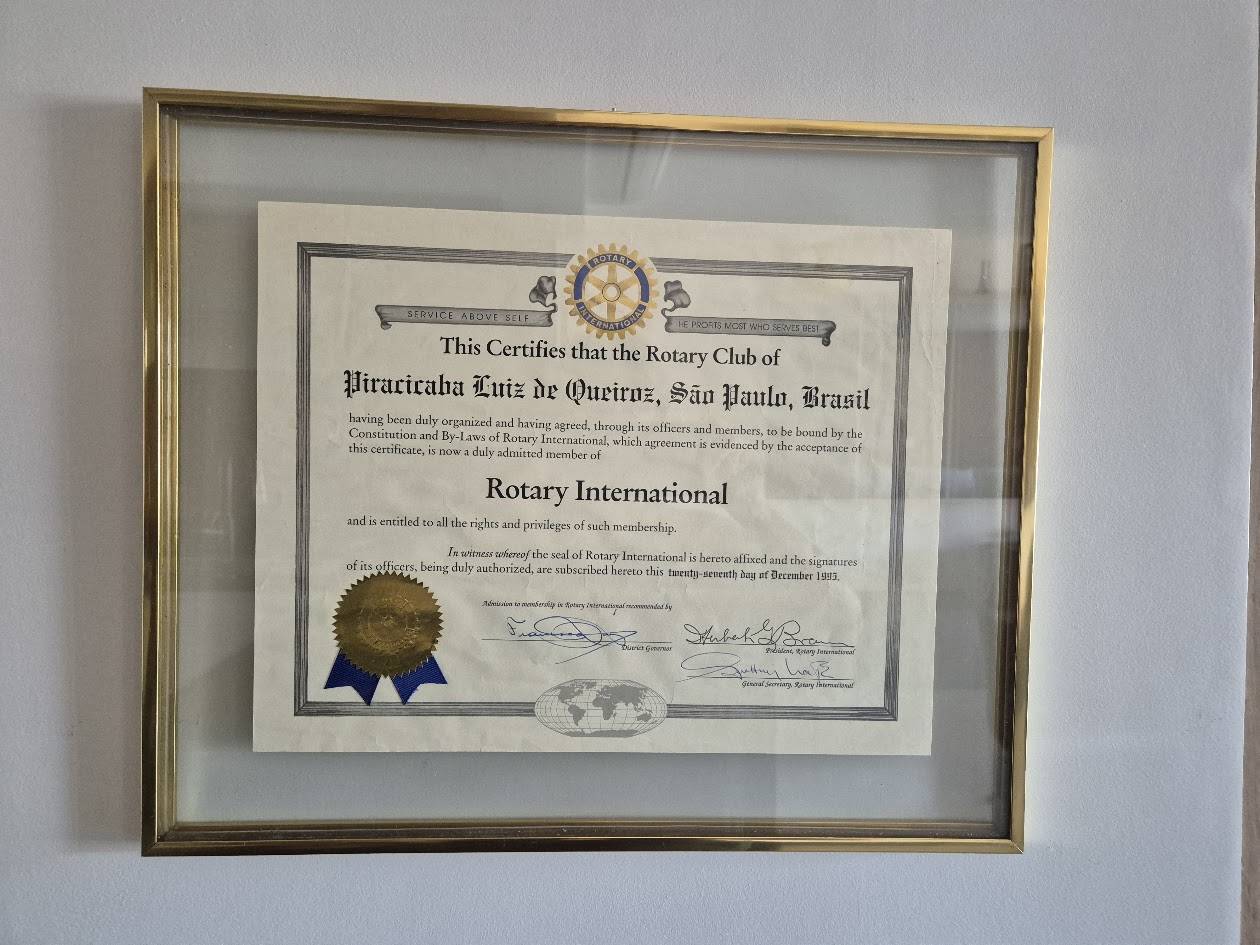 ROTARY
INTERNATIONAL
SERVICE ABOVE SELF
HE PROFITS MOST WHO SERVES BEST
This Certifies that the Rotary Club of
Piracicaba Luiz de Queiroz, São Paulo, Brasil
having been duly organized and having agreed, through its officers and members, to be bound by the
Constitution and By-Laws of Rotary International, which agreement is evidenced by the acceptance of
this certificate, is now a duly admitted member of
Rotary International
and is entitled to all the rights and privileges of such membership.
In witness whereof the seal of Rotary International is hereto affixed and the signatures
of its officers, being duly authorized, are subscribed hereto this twenty-seventh day of December 1995.
Admission to membership in Rotary International recommended by
District Governor
Herbert G Brown
President, Rotary International
General Secretary, Rotary International